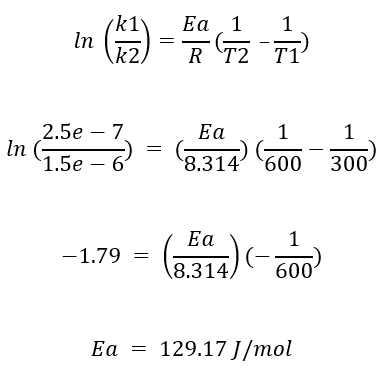 ln (k1/k2) = Ea/R (1/T2 - 1/T1)
ln (2.5e - 7/1.5e - 6) = (Ea/8.314) (1/600 - 1/300)
-1.79 = (Ea/8.314) (-1/600)
Ea = 129.17 J/mol